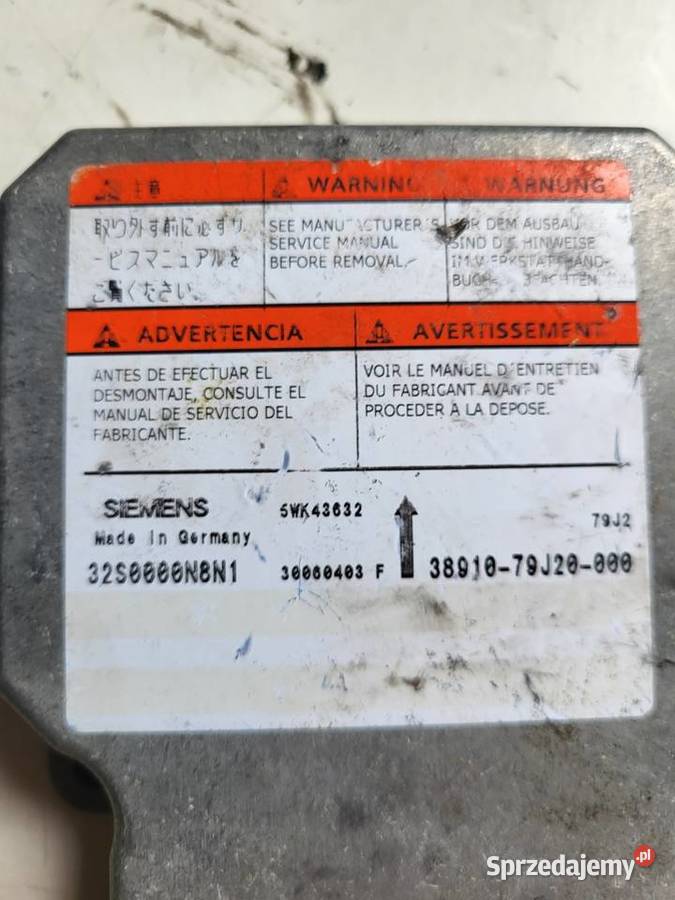 注意
WARNING
WARNUNG
取り外す前に必ずサ
ービスマニュアルを
ご覧ください。
SEE MANUFACTURER'S
SERVICE MANUAL
BEFORE REMOVAL.
VOR DEM AUSBAU
SIND DIE HINWEISE
IM WERKSTATTHAND-
BUCH
ADVERTENCIA
AVERTISSEMENT
ANTES DE EFECTUAR EL
DESMONTAJE, CONSULTE EL
MANUAL DE SERVICIO DEL
FABRICANTE.
VOIR LE MANUEL D'ENTRETIEN
DU FABRICANT AVANT DE
PROCEDER A LA DEPOSE.
SIEMENS
5WK43632
79J2
Made in Germany
32S0000N8N1
30060403 F
38910-79J20-000
Sprzedajemy.pl